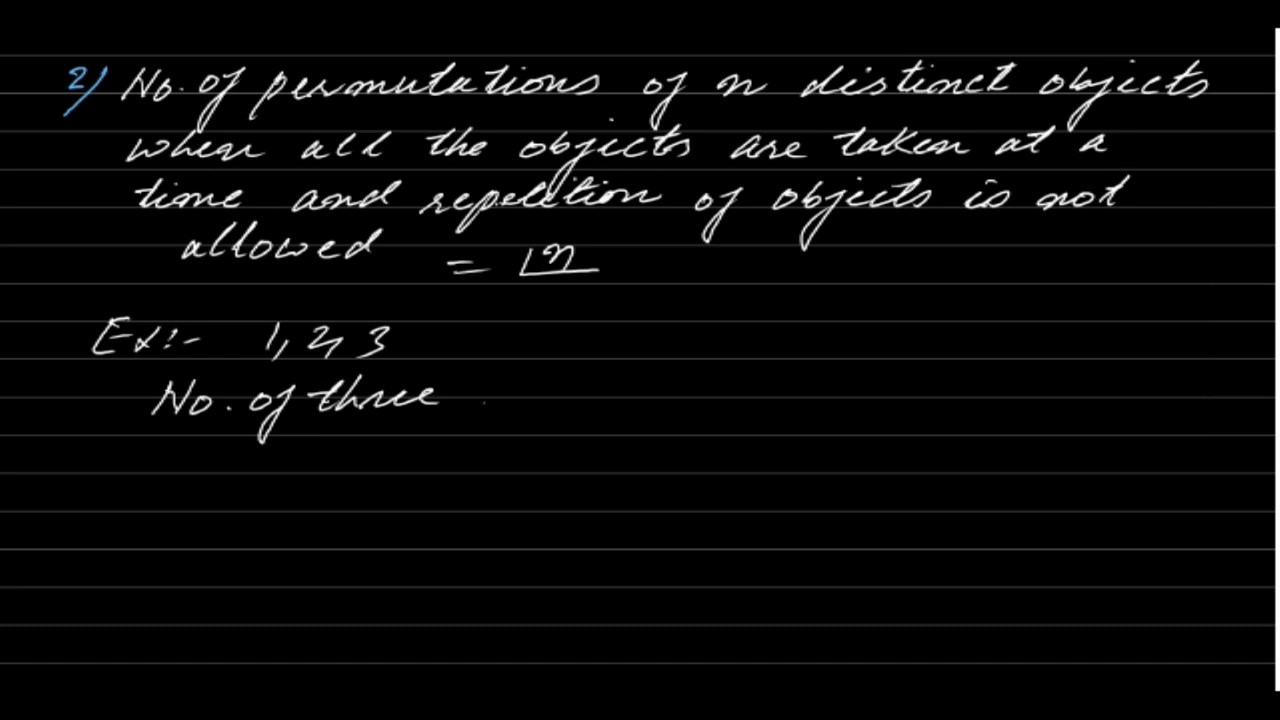 2) No. of permutations of n distinct objects
when all the objects are taken at a
time and repetition of objects is not
allowed = |n
Ex:- 1, 2, 3
No. of three